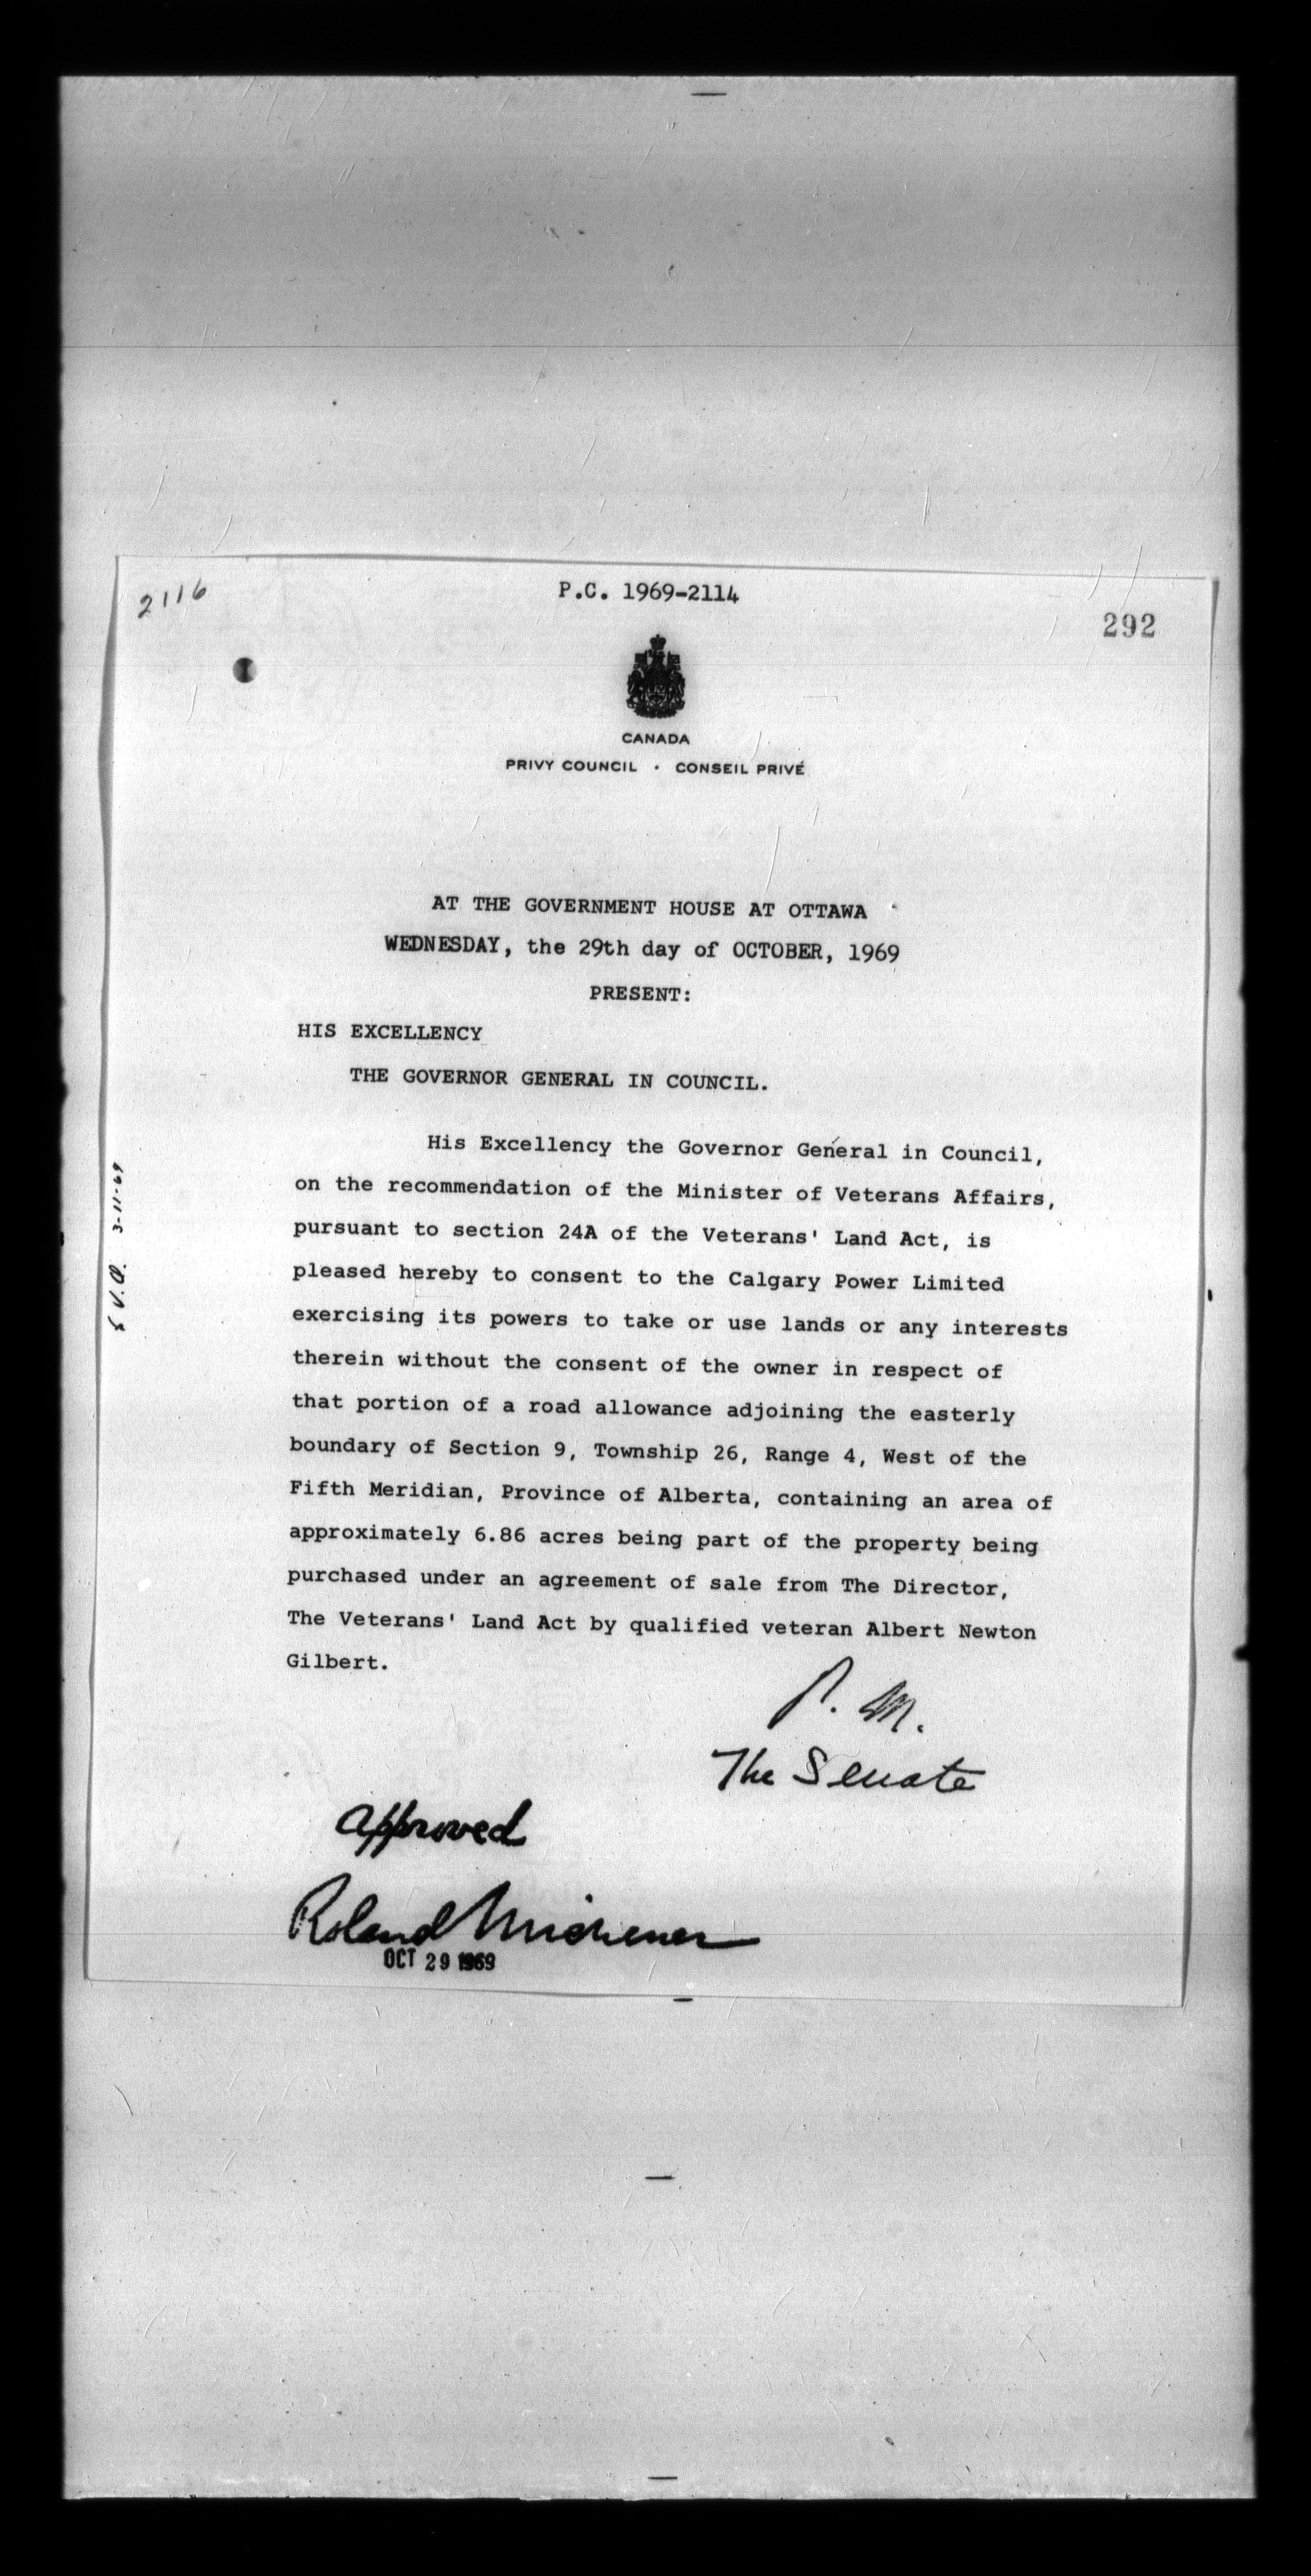 2116
P.C. 1969-2114
292
CANADA
PRIVY COUNCIL • CONSEIL PRIVÉ
AT THE GOVERNMENT HOUSE AT OTTAWA
WEDNESDAY, the 29th day of OCTOBER, 1969
PRESENT:
HIS EXCELLENCY
THE GOVERNOR GENERAL IN COUNCIL.
His Excellency the Governor General in Council,
on the recommendation of the Minister of Veterans Affairs,
pursuant to section 24A of the Veterans' Land Act, is
pleased hereby to consent to the Calgary Power Limited
exercising its powers to take or use lands or any interests
therein without the consent of the owner in respect of
that portion of a road allowance adjoining the easterly
boundary of Section 9, Township 26, Range 4, West of the
Fifth Meridian, Province of Alberta, containing an area of
approximately 6.86 acres being part of the property being
purchased under an agreement of sale from The Director,
The Veterans' Land Act by qualified veteran Albert Newton
Gilbert.
P. M.
The Senate
approved
Roland Michener
OCT 29 1969
3-11-69